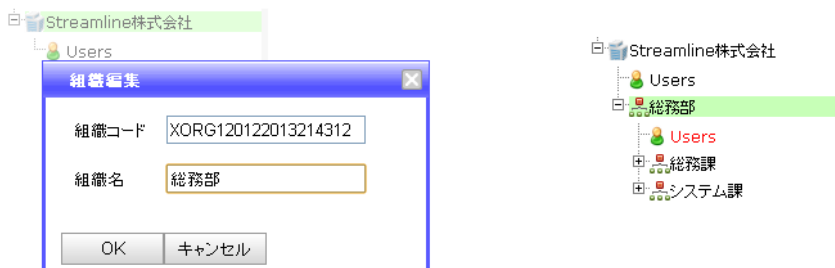 Streamline株式会社
Users
組織編集
組織コード XORG120122013214312
組織名 総務部
OK キャンセル
Streamline株式会社
Users
総務部
Users
総務課
システム課